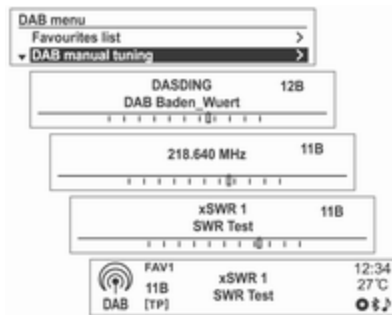 DAB menu
Favourites list >
DAB manual tuning >
DASDING 12B
DAB Baden_Wuert
218.640 MHz 11B
xSWR 1 11B
SWR Test
FAV1 12:34
11B xSWR 1 27°C
DAB [TP] SWR Test